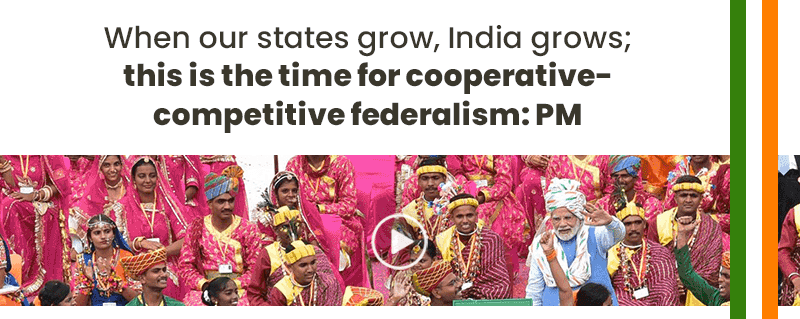 When our states grow, India grows;
this is the time for cooperative-
competitive federalism: PM